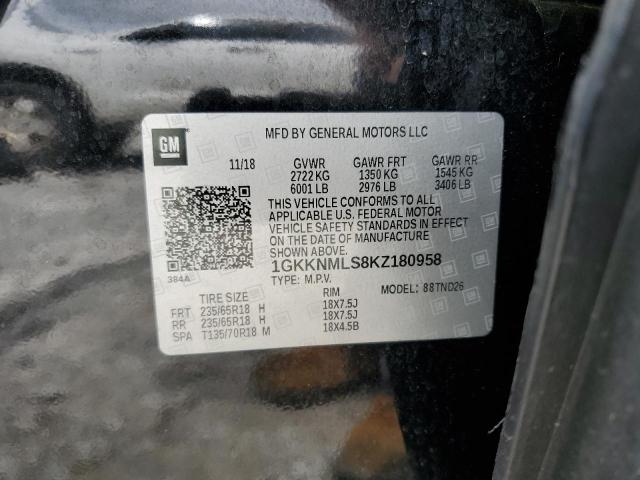 GM
MFD BY GENERAL MOTORS LLC
11/18 GVWR GAWR FRT GAWR RR
2722 KG 1350 KG 1545 KG
6001 LB 2976 LB 3406 LB
THIS VEHICLE CONFORMS TO ALL
APPLICABLE U.S. FEDERAL MOTOR
VEHICLE SAFETY STANDARDS IN EFFECT
ON THE DATE OF MANUFACTURE
SHOWN ABOVE.
1GKKNMLS8KZ180958
384A
TYPE: M.P.V. MODEL: 88TND26
TIRE SIZE RIM
FRT 235/65R18 H 18X7.5J
RR 235/65R18 H 18X7.5J
SPA T135/70R18 M 18X4.5B